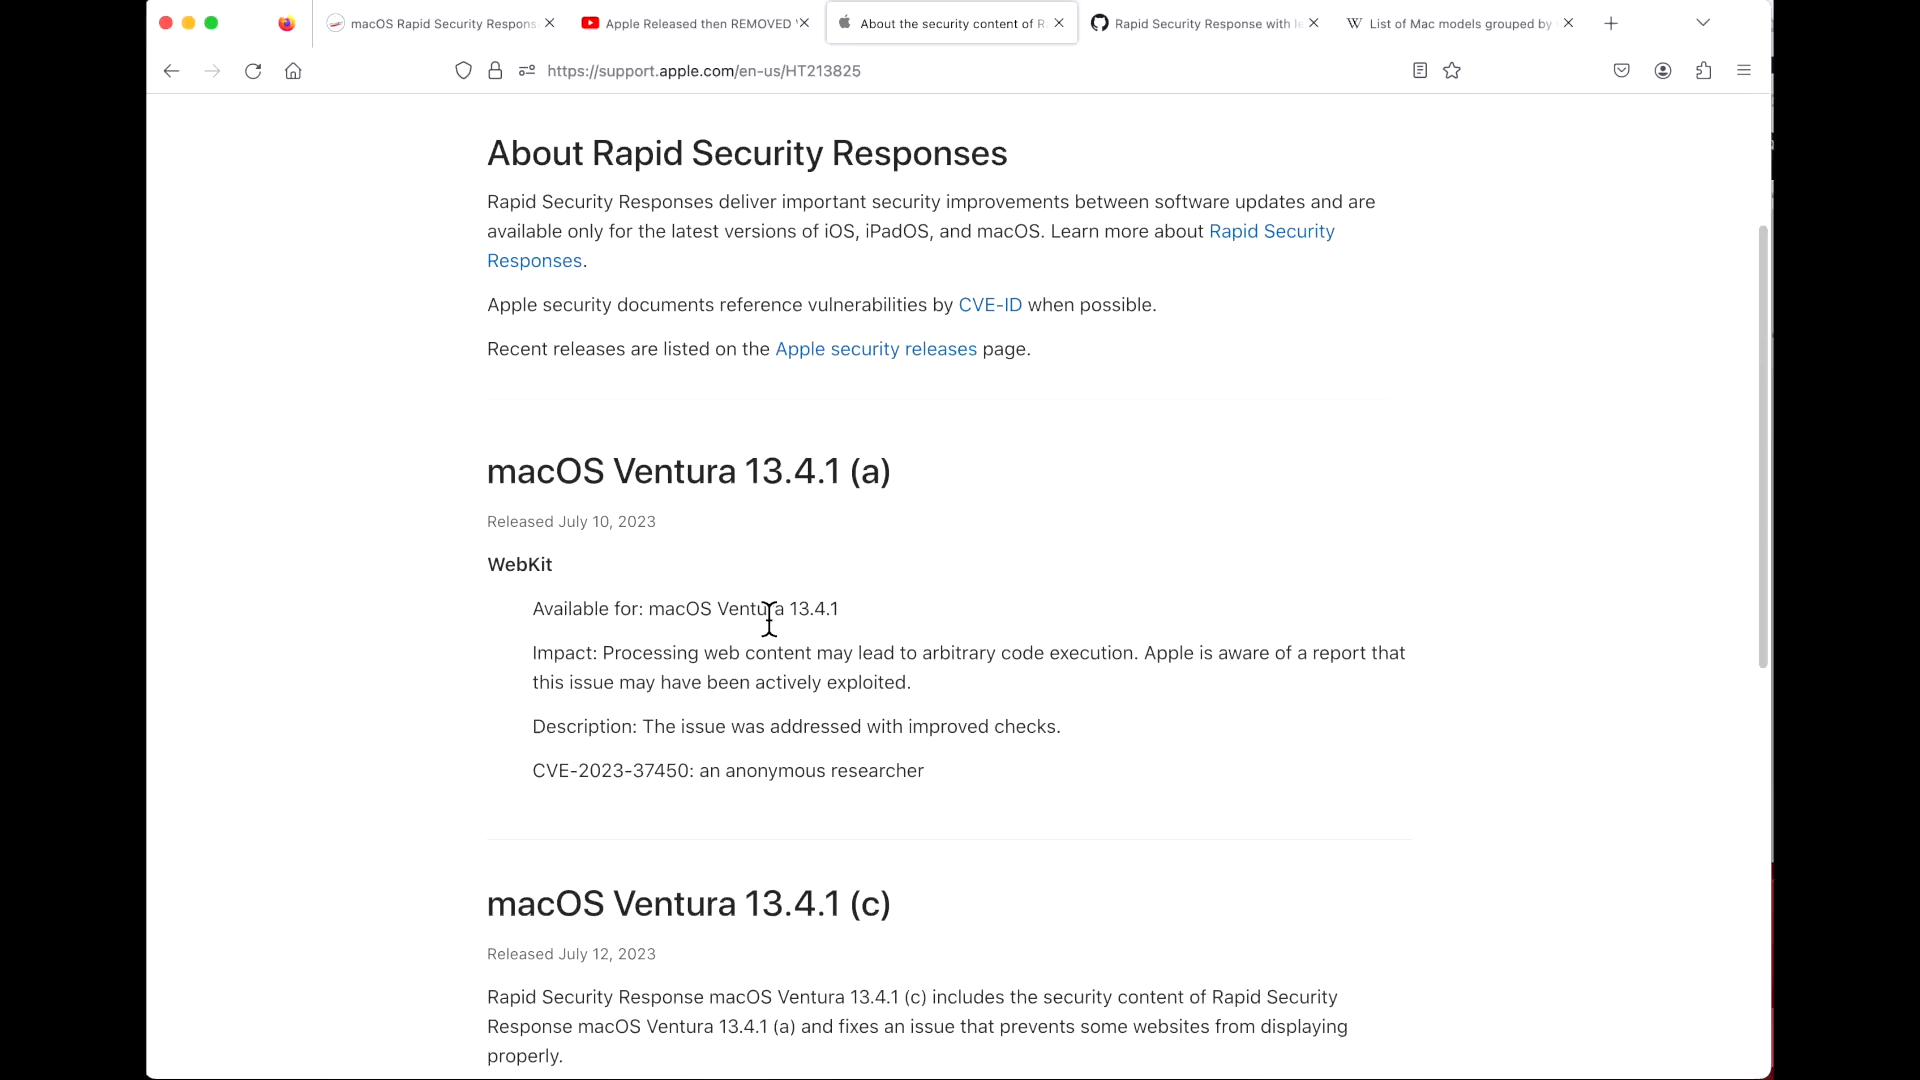 macOS Rapid Security Respons
Apple Released then REMOVED
About the security content of R
Rapid Security Response with le
List of Mac models grouped by
https://support.apple.com/en-us/HT213825
About Rapid Security Responses
Rapid Security Responses deliver important security improvements between software updates and are
available only for the latest versions of iOS, iPadOS, and macOS. Learn more about Rapid Security
Responses.
Apple security documents reference vulnerabilities by CVE-ID when possible.
Recent releases are listed on the Apple security releases page.
macOS Ventura 13.4.1 (a)
Released July 10, 2023
WebKit
Available for: macOS Ventura 13.4.1
Impact: Processing web content may lead to arbitrary code execution. Apple is aware of a report that
this issue may have been actively exploited.
Description: The issue was addressed with improved checks.
CVE-2023-37450: an anonymous researcher
macOS Ventura 13.4.1 (c)
Released July 12, 2023
Rapid Security Response macOS Ventura 13.4.1 (c) includes the security content of Rapid Security
Response macOS Ventura 13.4.1 (a) and fixes an issue that prevents some websites from displaying
properly.